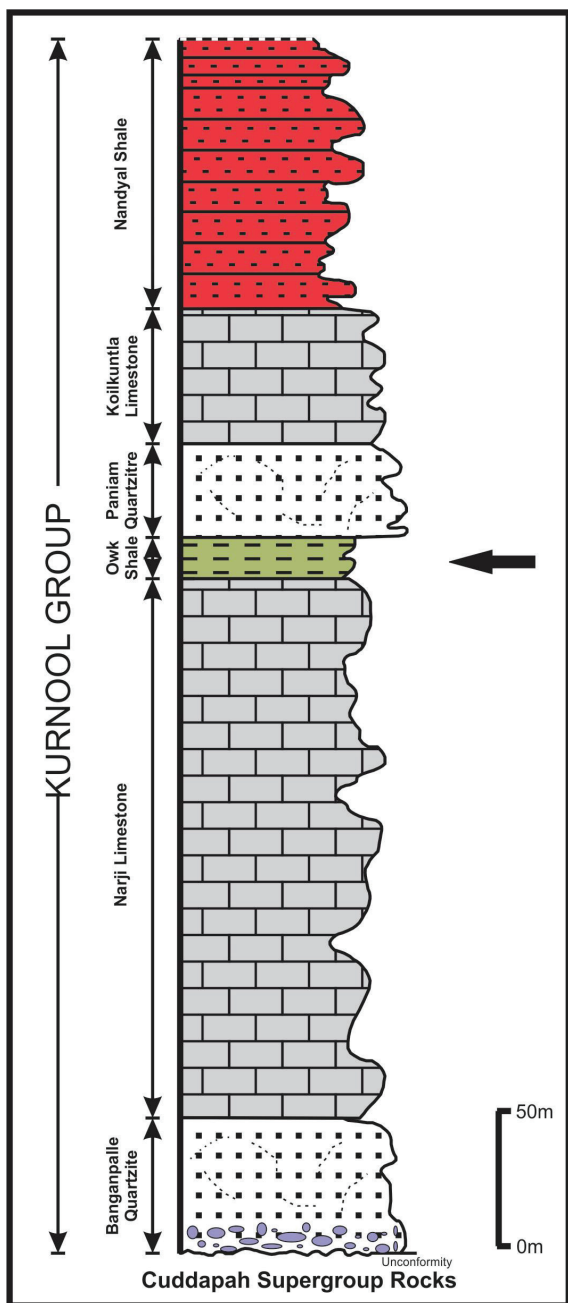 KURNOOL GROUP
Nandyal Shale
Koilkuntla
Limestone
Paniam
Quartzitre
Owk
Shale
Narji Limestone
Banganpalle
Quartzite
50m
0m
Unconformity
Cuddapah Supergroup Rocks